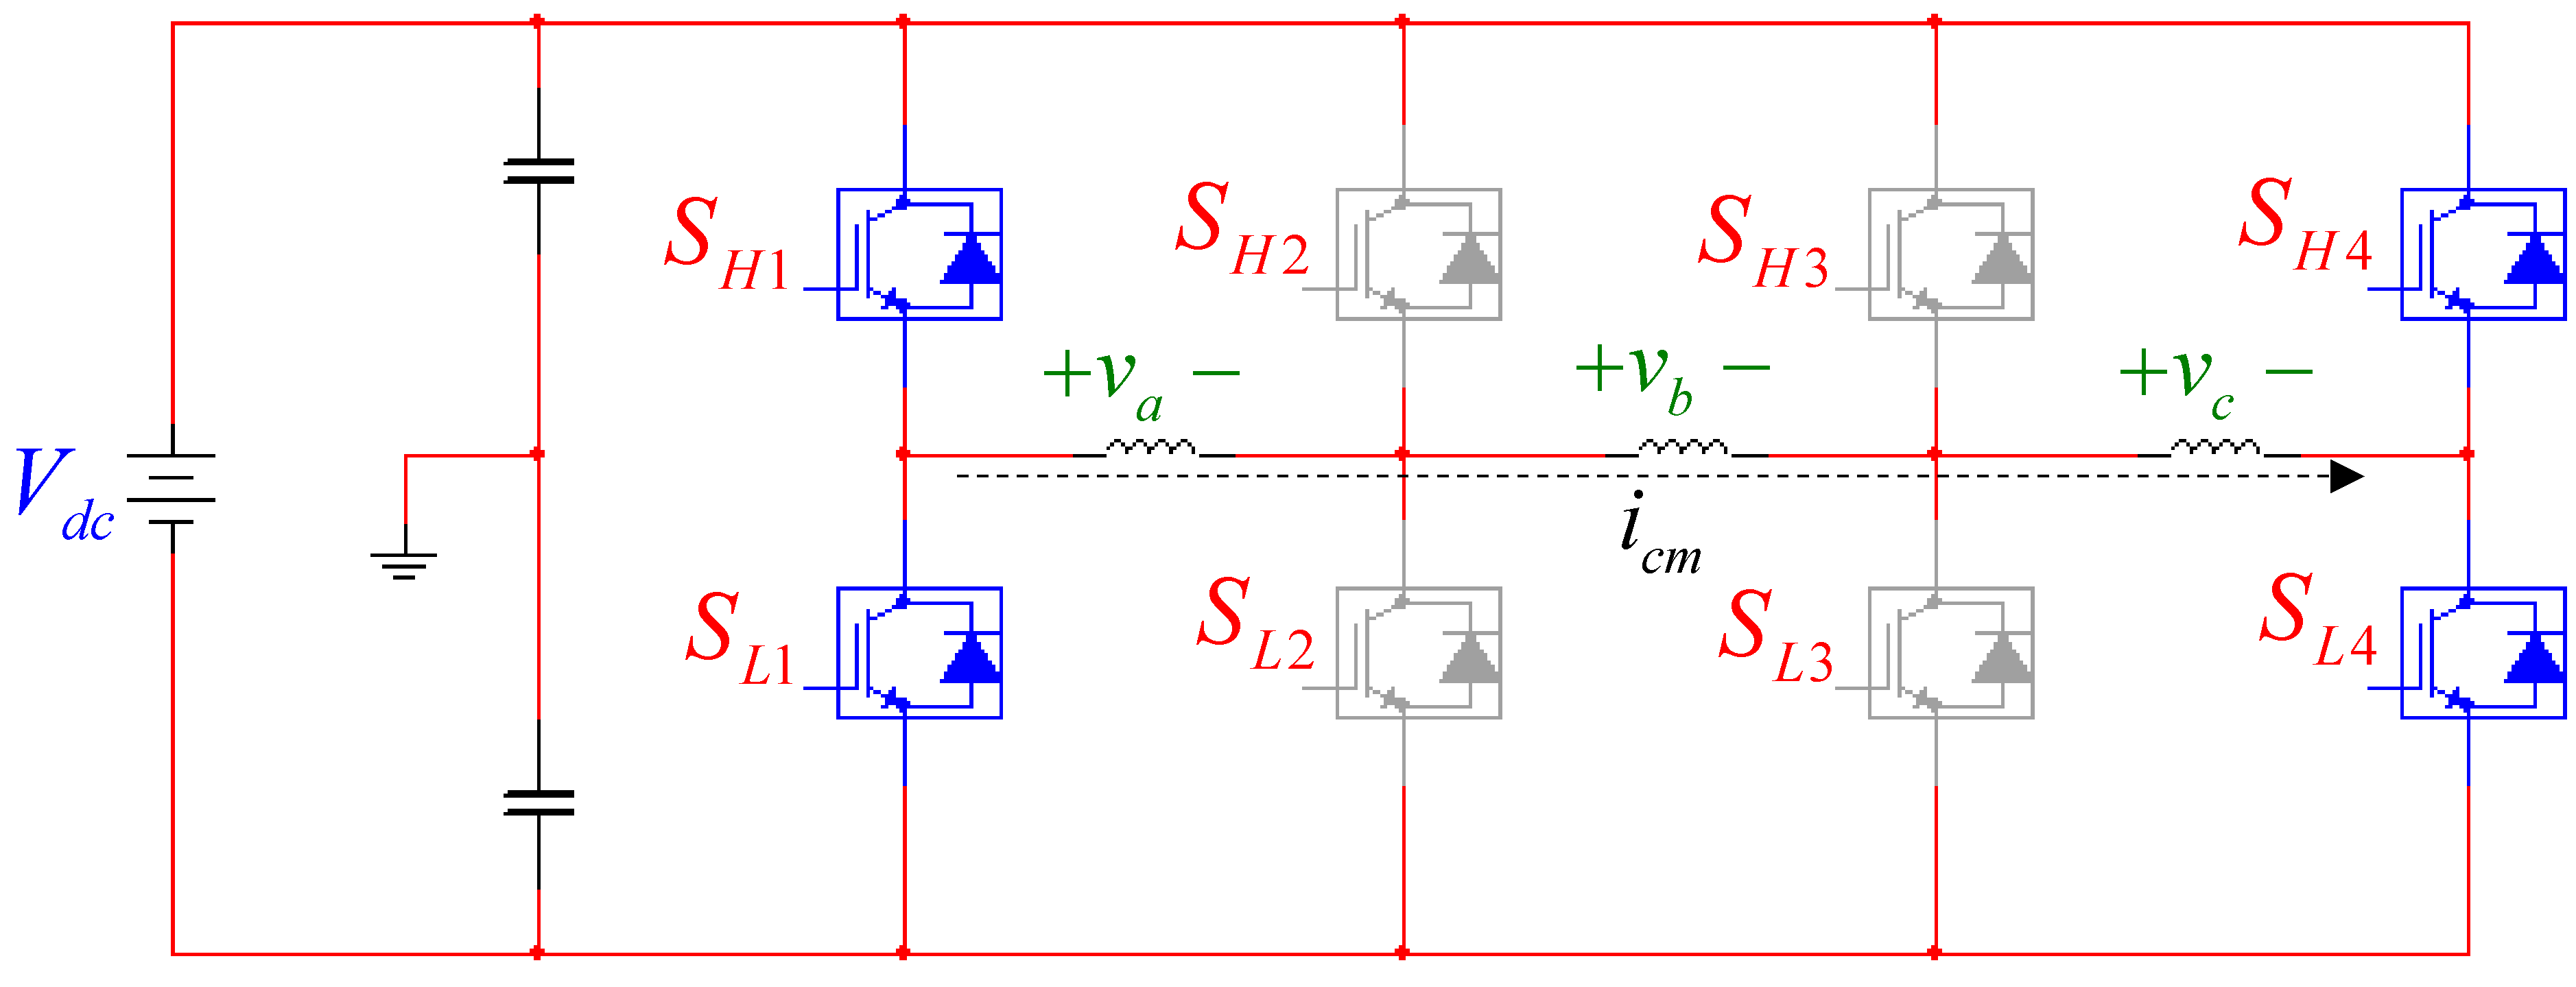 S_H1
S_H2
S_H3
S_H4
+v_a −
+v_b −
+v_c −
V_dc
i_cm
S_L1
S_L2
S_L3
S_L4